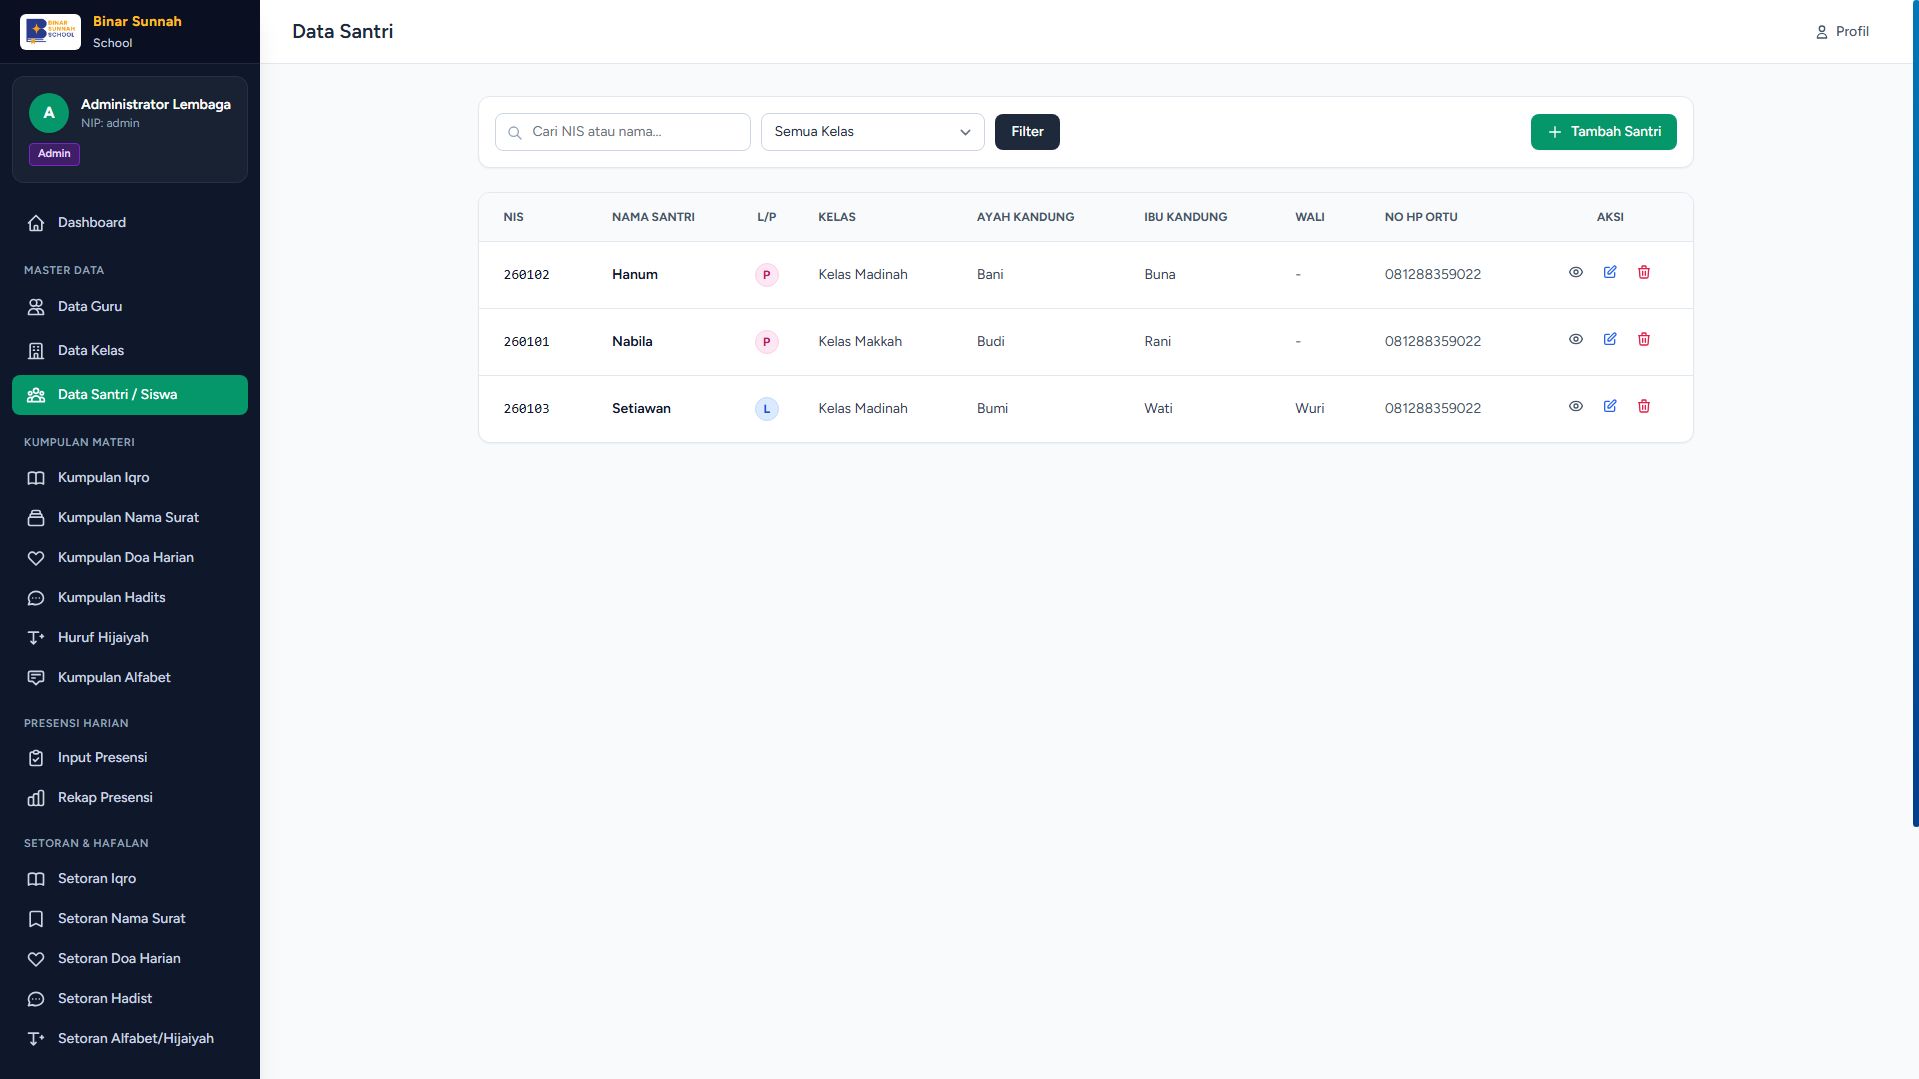 BINAR
SUNNAH
SCHOOL
Binar Sunnah
School
A
Administrator Lembaga
NIP: admin
Admin
Dashboard
MASTER DATA
Data Guru
Data Kelas
Data Santri / Siswa
KUMPULAN MATERI
Kumpulan Iqro
Kumpulan Nama Surat
Kumpulan Doa Harian
Kumpulan Hadits
Huruf Hijaiyah
Kumpulan Alfabet
PRESENSI HARIAN
Input Presensi
Rekap Presensi
SETORAN & HAFALAN
Setoran Iqro
Setoran Nama Surat
Setoran Doa Harian
Setoran Hadist
Setoran Alfabet/Hijaiyah
Data Santri
Profil
Cari NIS atau nama...
Semua Kelas
Filter
Tambah Santri
NIS NAMA SANTRI L/P KELAS AYAH KANDUNG IBU KANDUNG WALI NO HP ORTU AKSI
260102 Hanum P Kelas Madinah Bani Buna - 081288359022
260101 Nabila P Kelas Makkah Budi Rani - 081288359022
260103 Setiawan L Kelas Madinah Bumi Wati Wuri 081288359022